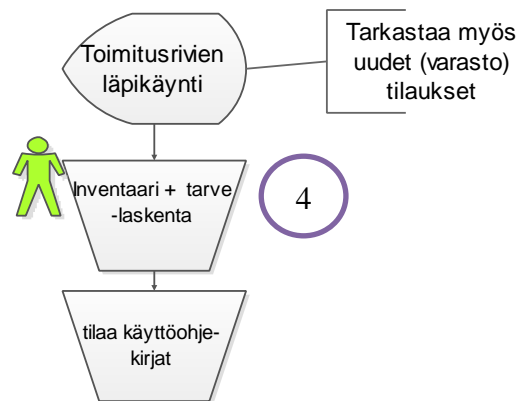 Toimitusrivien
läpikäynti
Tarkastaa myös
uudet (varasto)
tilaukset
Inventaari + tarve
-laskenta
4
tilaa käyttöohje-
kirjat